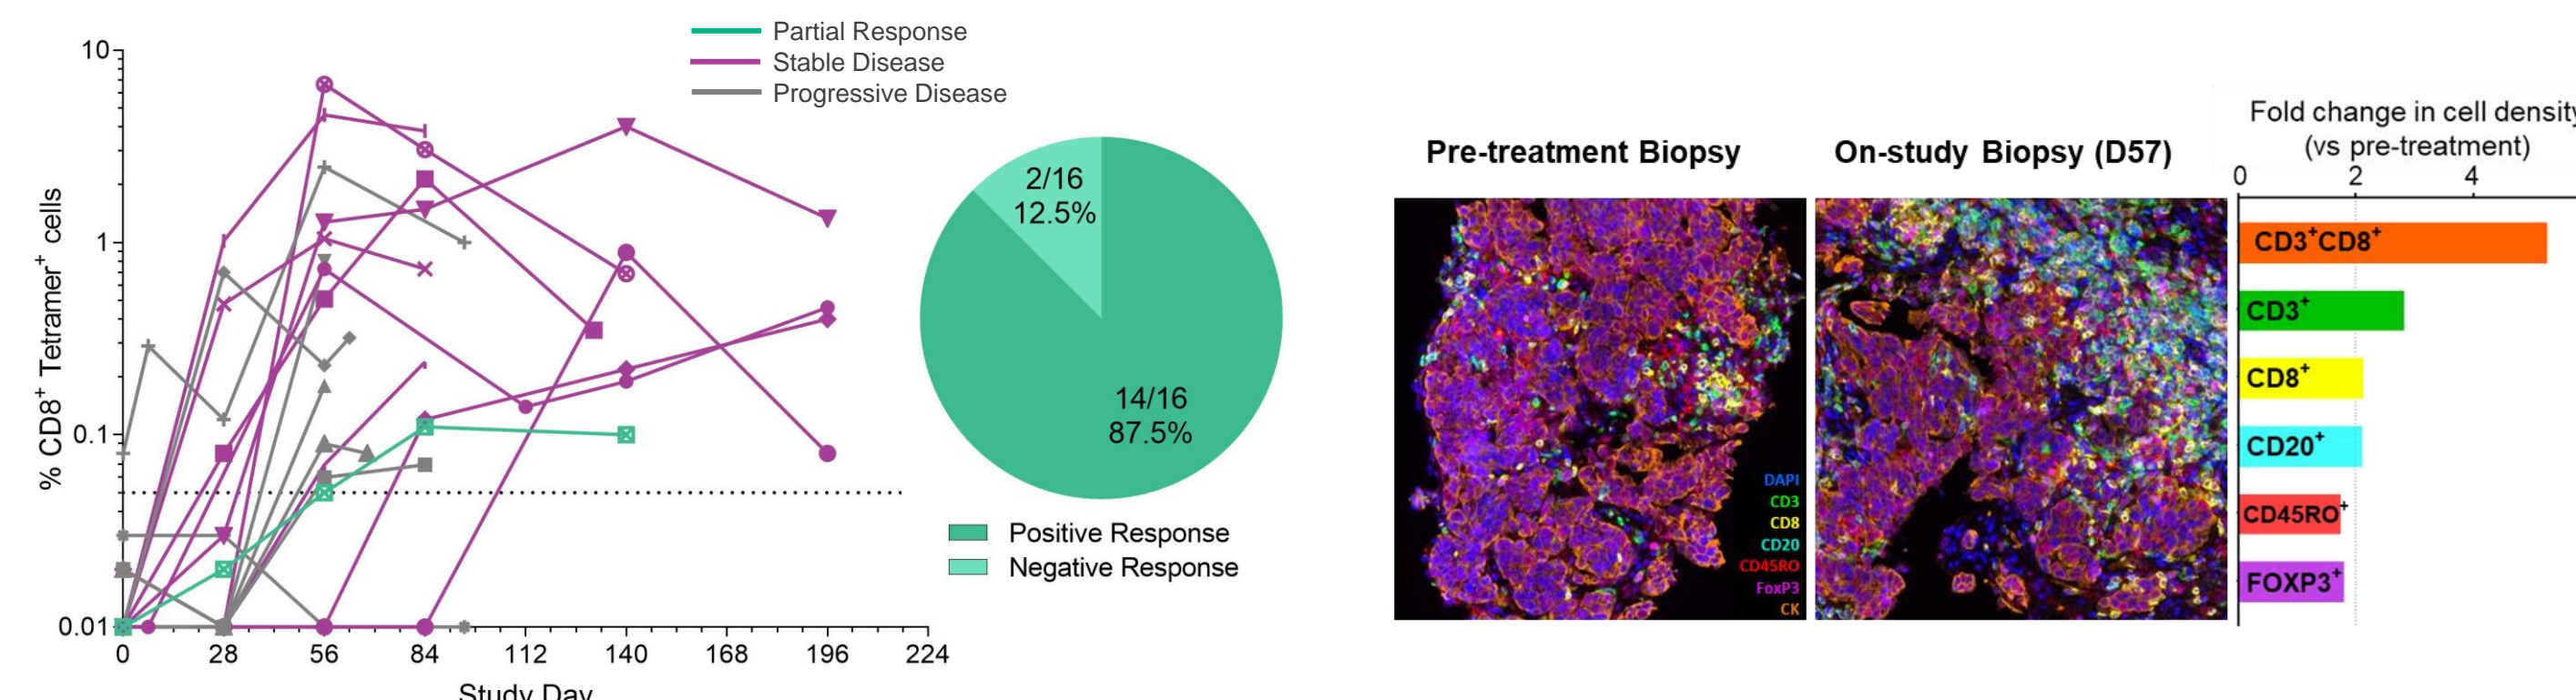 Partial Response
Stable Disease
Progressive Disease
10
1
0.1
0.01
% CD8+ Tetramer+ cells
0
28
56
84
112
140
168
196
224
Study Day
2/16
12.5%
14/16
87.5%
Positive Response
Negative Response
Pre-treatment Biopsy
On-study Biopsy (D57)
DAPI
CD3
CD8
CD20
CD45RO
FoxP3
CK
Fold change in cell density
(vs pre-treatment)
0
2
4
CD3+CD8+
CD3+
CD8+
CD20+
CD45RO+
FOXP3+